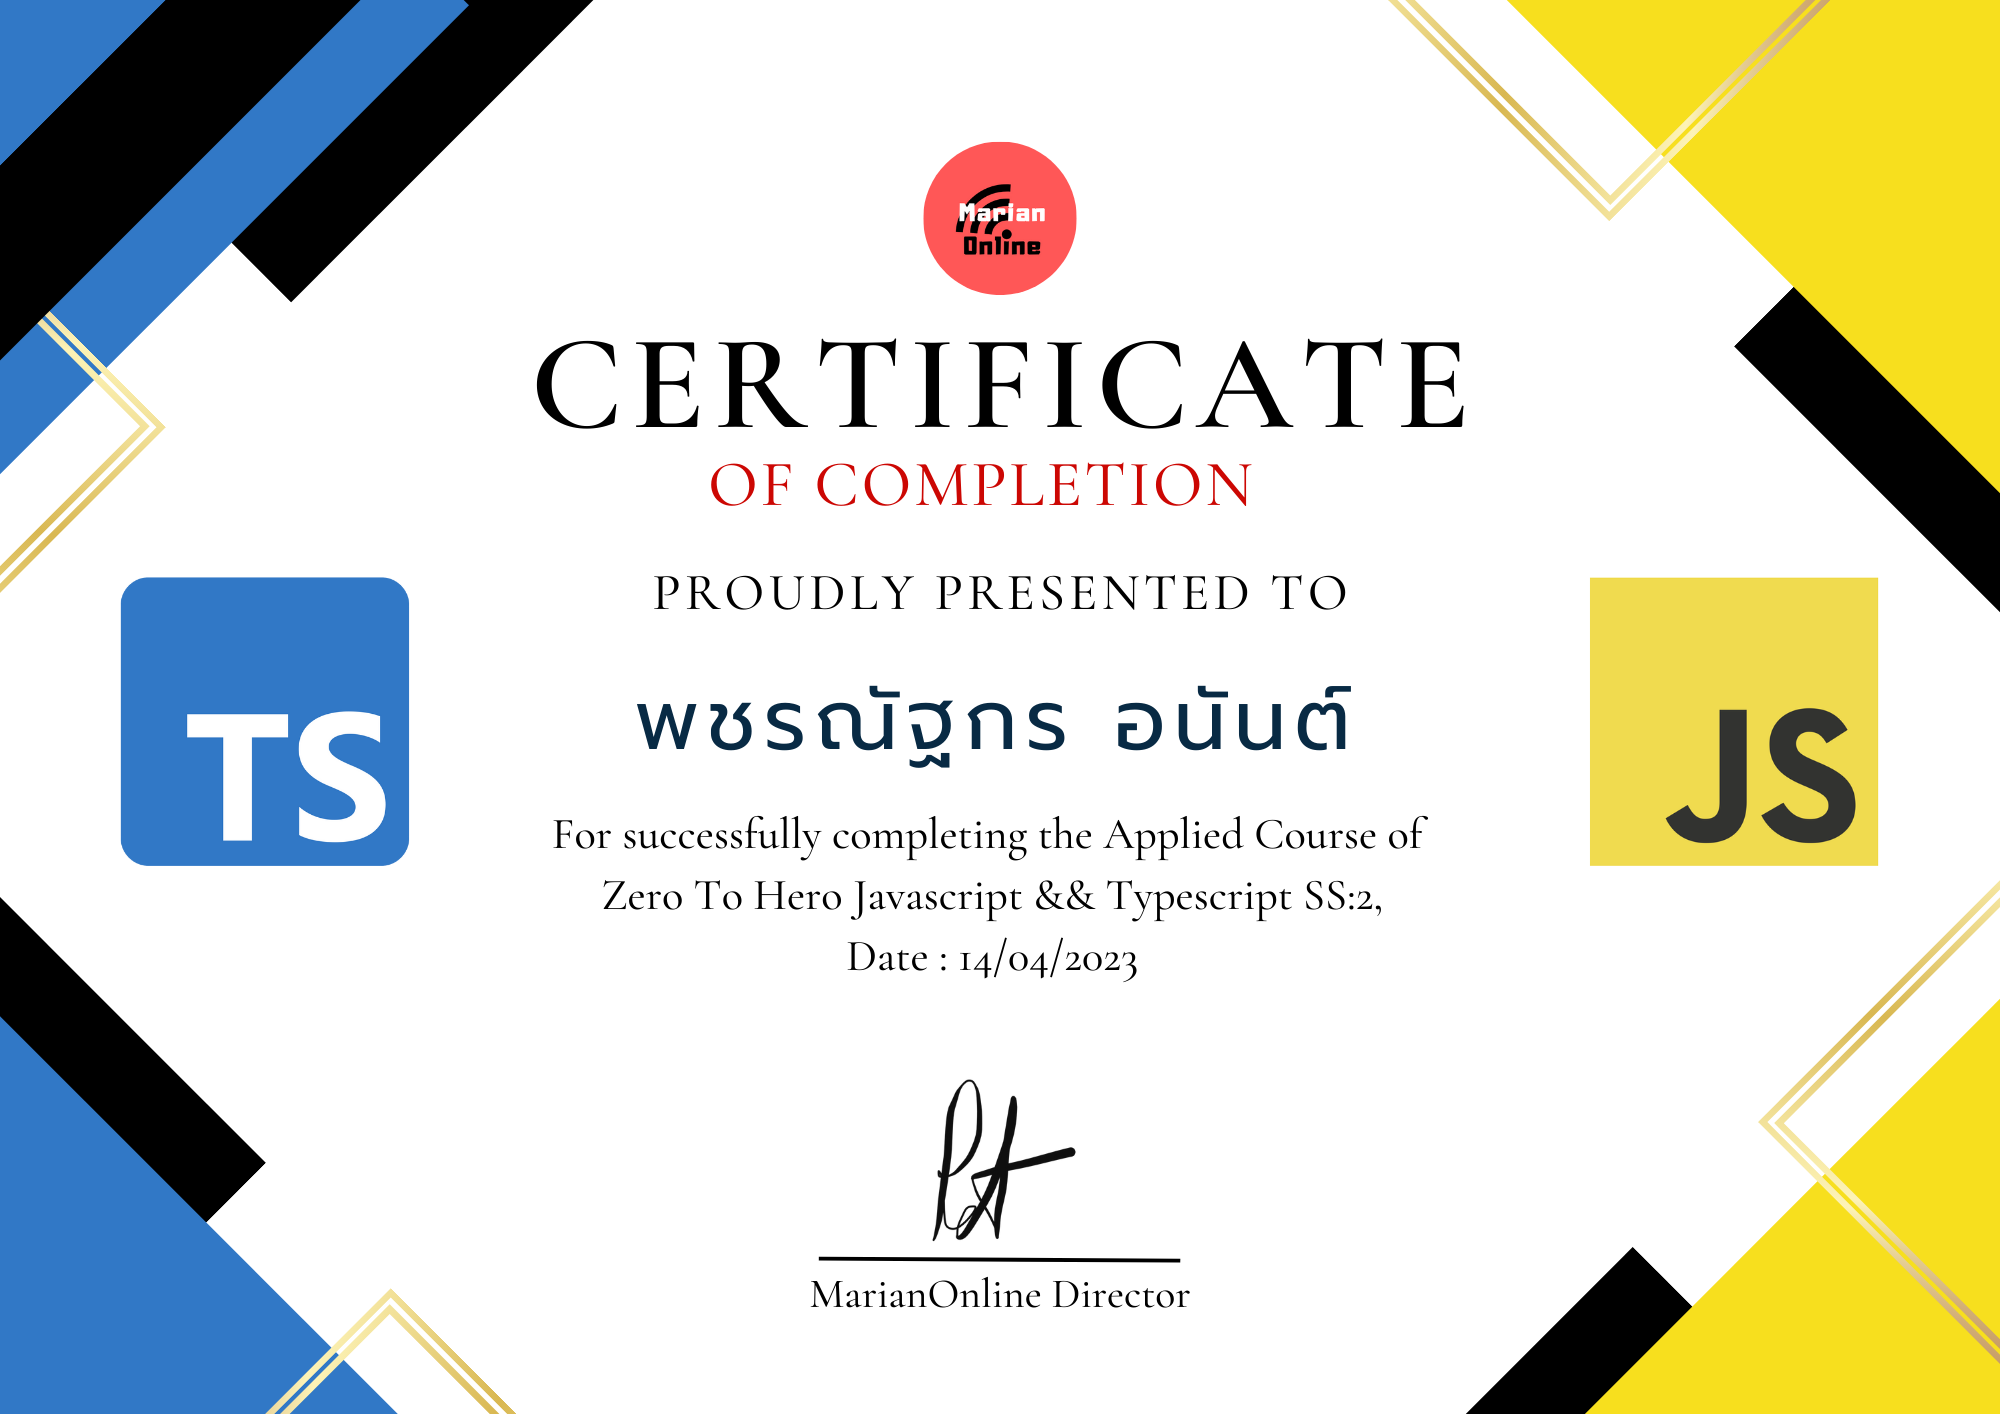 Marian
Online
CERTIFICATE
OF COMPLETION
PROUDLY PRESENTED TO
พชรณัฐกร อนันต์
TS
JS
For successfully completing the Applied Course of
Zero To Hero Javascript && Typescript SS:2,
Date : 14/04/2023
MarianOnline Director